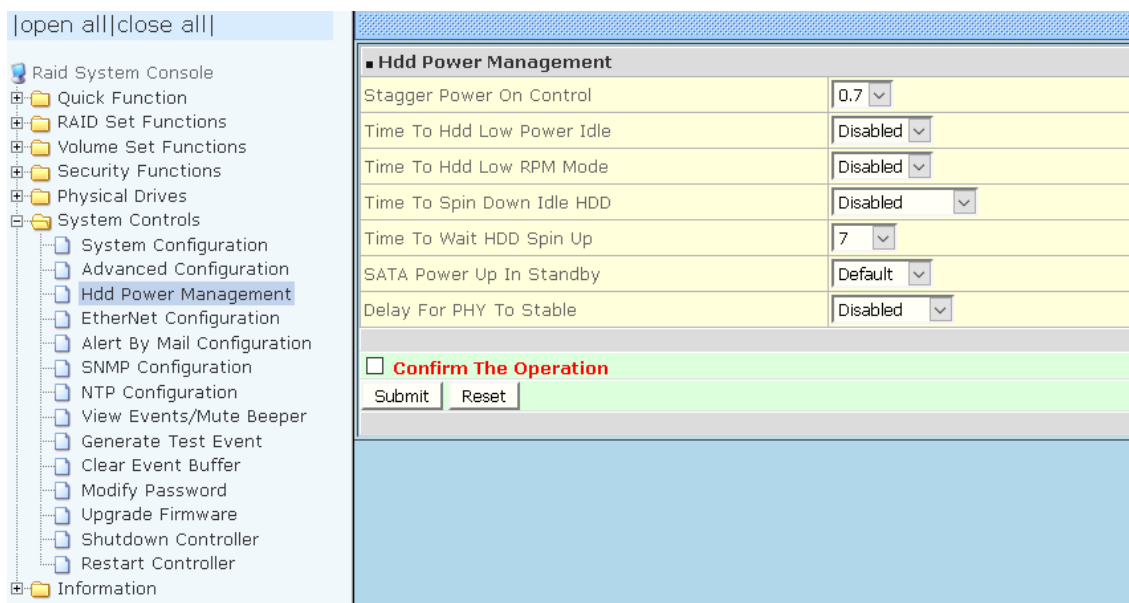 |open all|close all|
Raid System Console
Quick Function
RAID Set Functions
Volume Set Functions
Security Functions
Physical Drives
System Controls
System Configuration
Advanced Configuration
Hdd Power Management
EtherNet Configuration
Alert By Mail Configuration
SNMP Configuration
NTP Configuration
View Events/Mute Beeper
Generate Test Event
Clear Event Buffer
Modify Password
Upgrade Firmware
Shutdown Controller
Restart Controller
Information
Hdd Power Management
Stagger Power On Control 0.7
Time To Hdd Low Power Idle Disabled
Time To Hdd Low RPM Mode Disabled
Time To Spin Down Idle HDD Disabled
Time To Wait HDD Spin Up 7
SATA Power Up In Standby Default
Delay For PHY To Stable Disabled
Confirm The Operation
Submit Reset